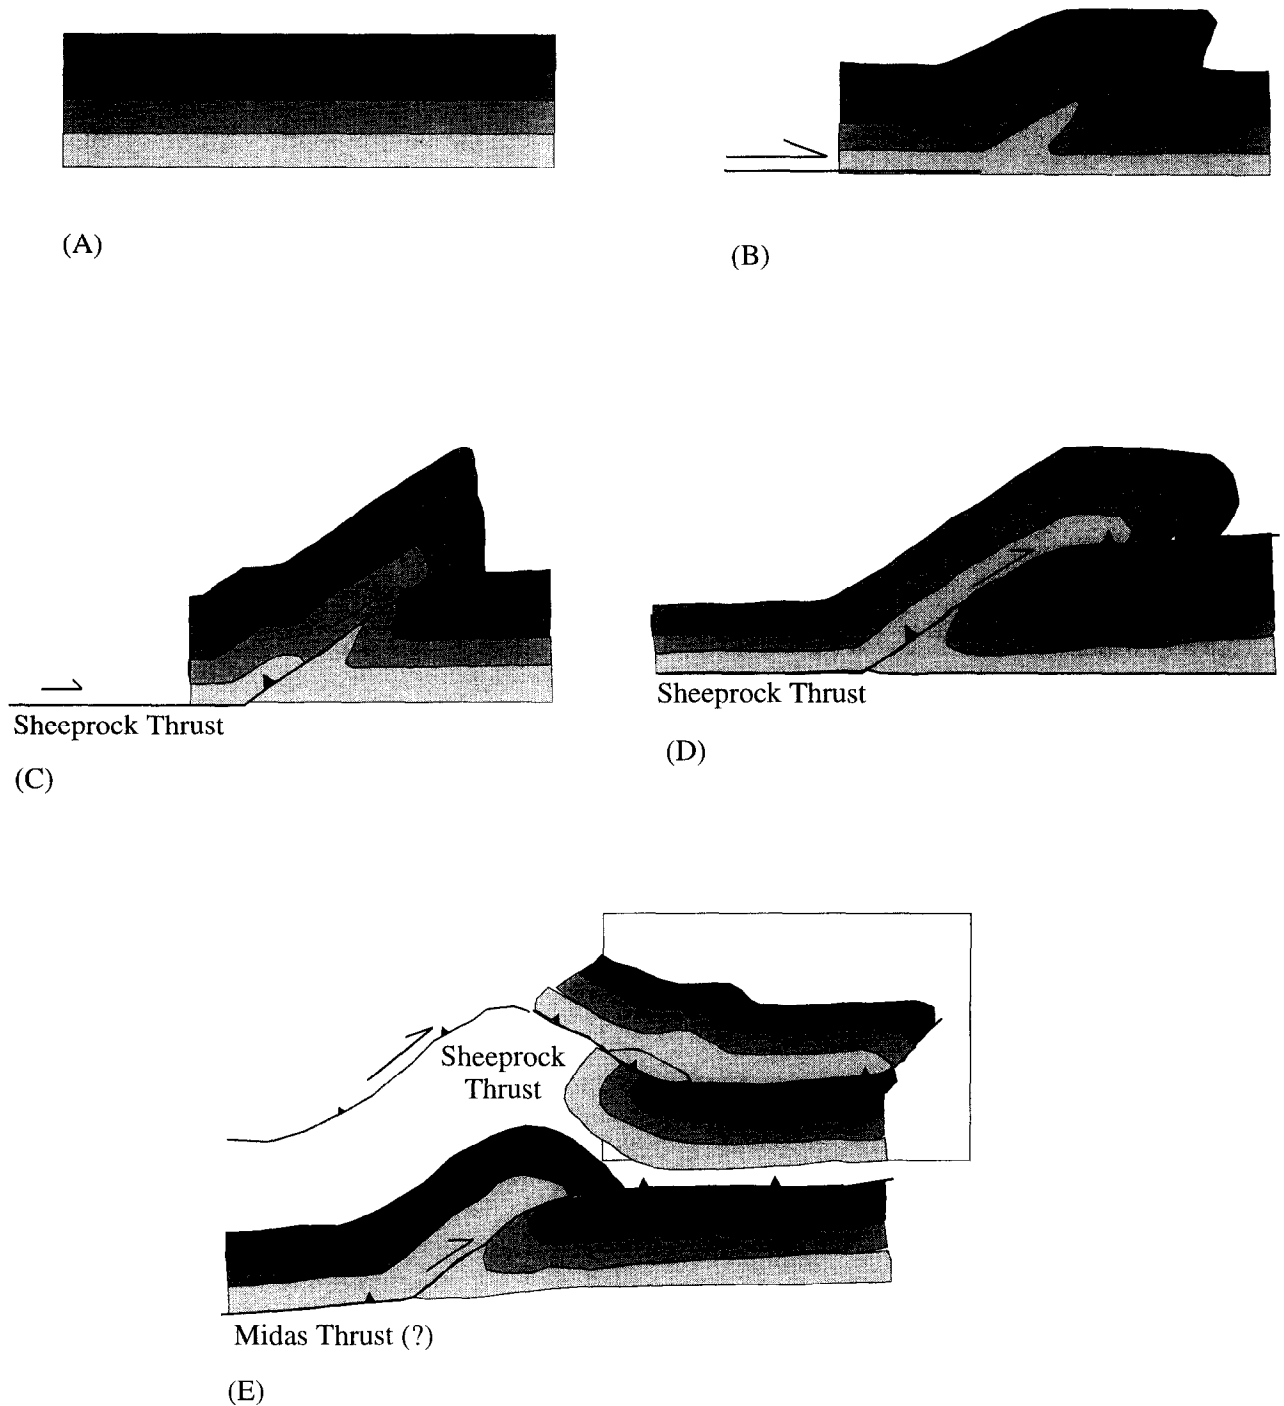 (A)
(B)
Sheeprock Thrust
(C)
Sheeprock Thrust
(D)
Sheeprock
Thrust
Midas Thrust (?)
(E)